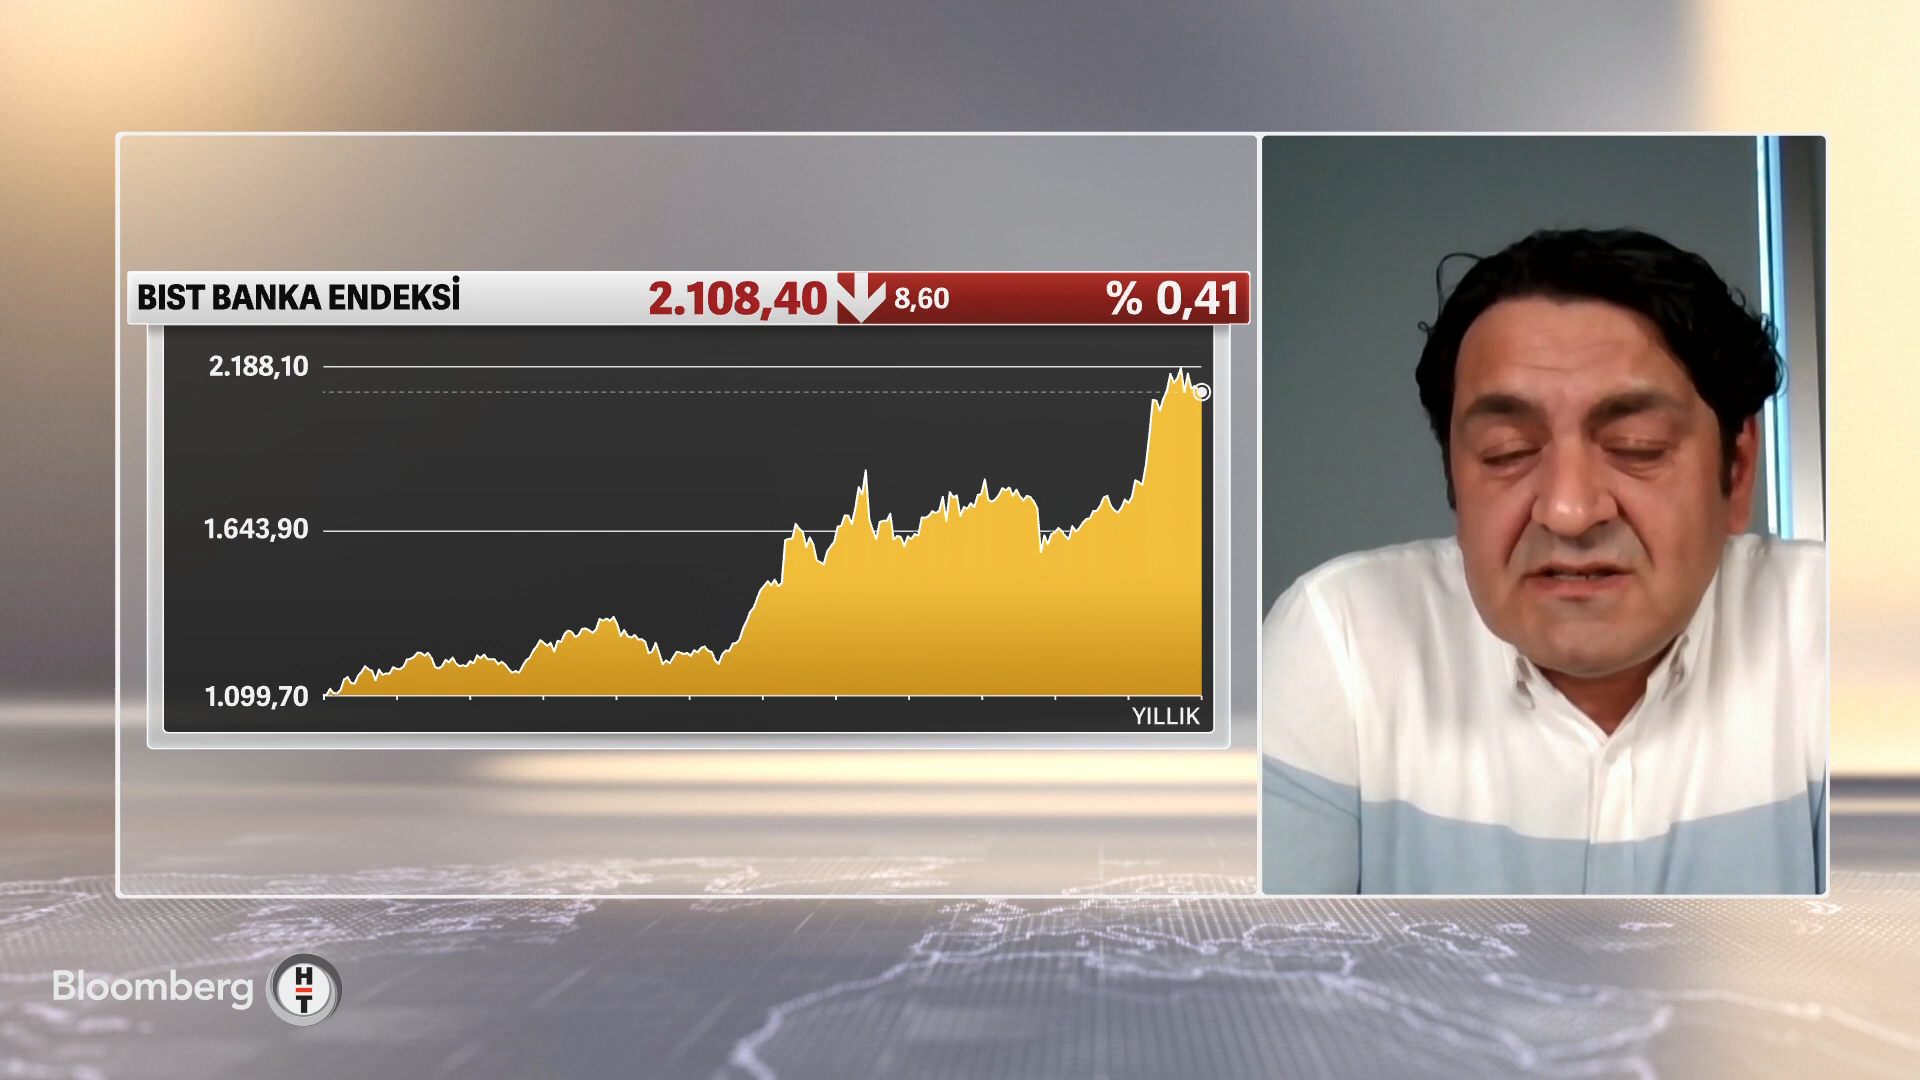 BIST BANKA ENDEKSİ 2.108,40 8,60 % 0,41
2.188,10
1.643,90
1.099,70
YILLIK
Bloomberg HT